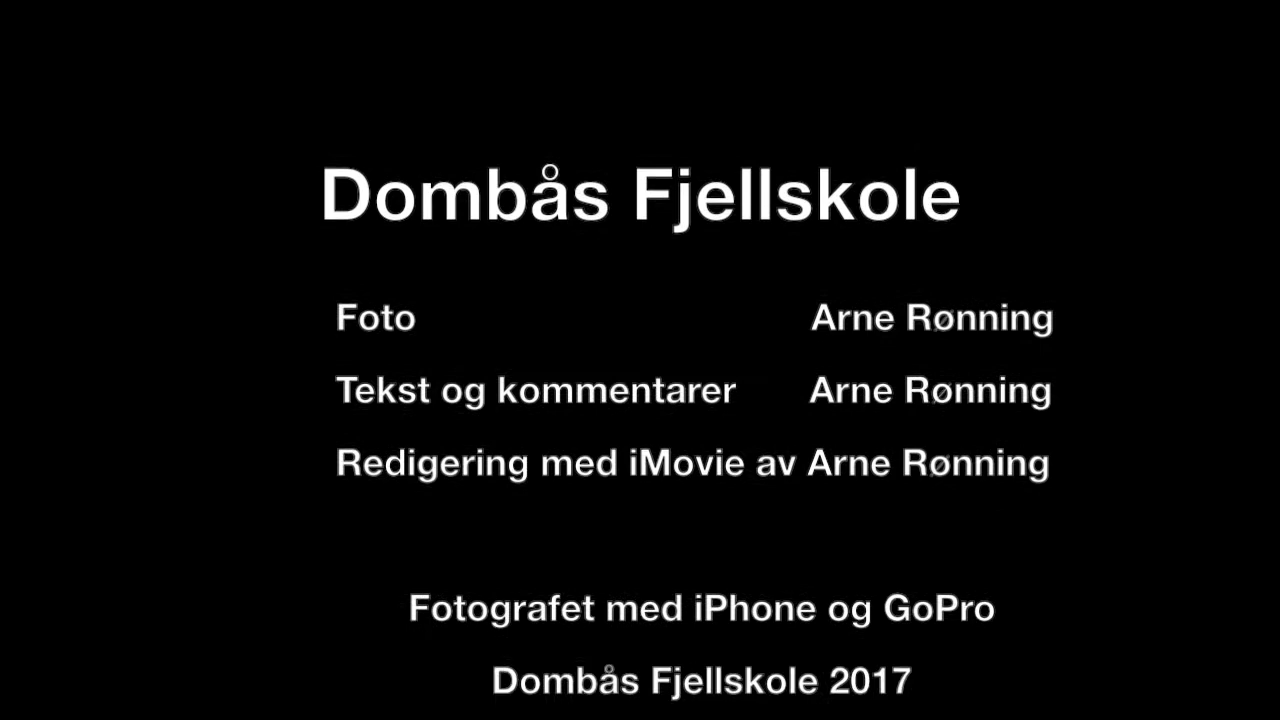 Dombås Fjellskole
Foto Arne Rønning
Tekst og kommentarer Arne Rønning
Redigering med iMovie av Arne Rønning
Fotografet med iPhone og GoPro
Dombås Fjellskole 2017